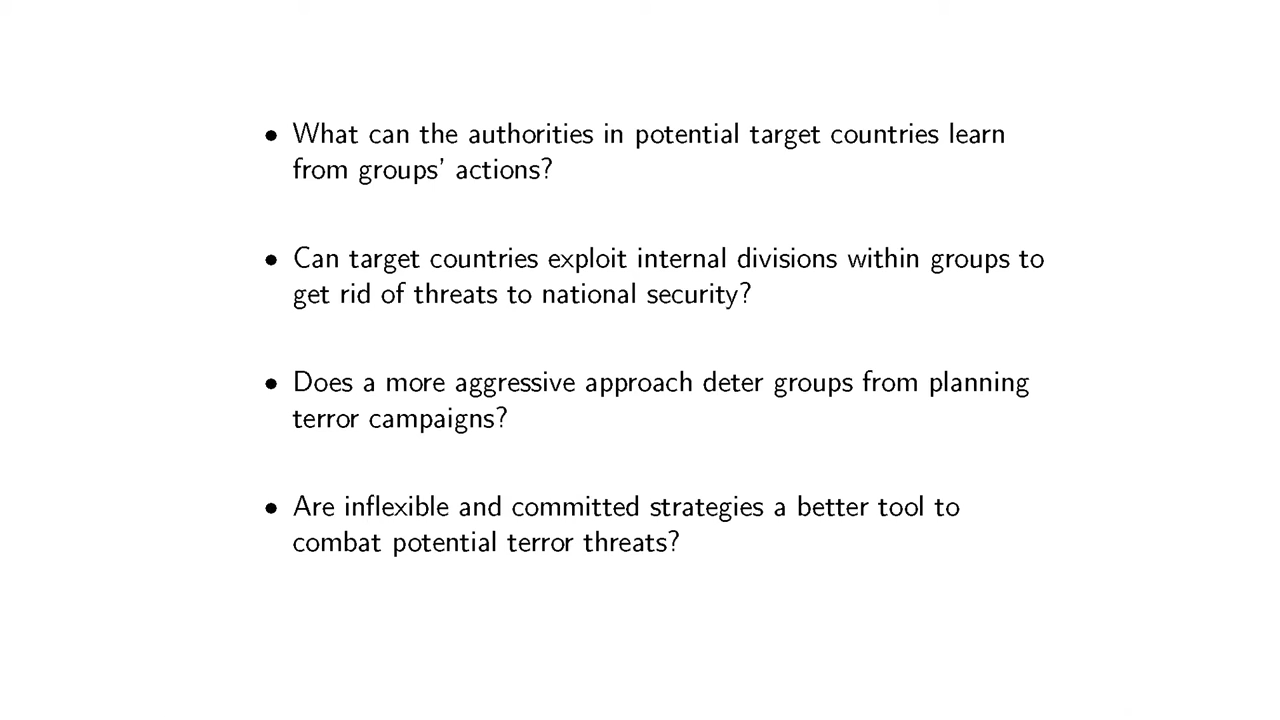 • What can the authorities in potential target countries learn
from groups' actions?
• Can target countries exploit internal divisions within groups to
get rid of threats to national security?
• Does a more aggressive approach deter groups from planning
terror campaigns?
• Are inflexible and committed strategies a better tool to
combat potential terror threats?